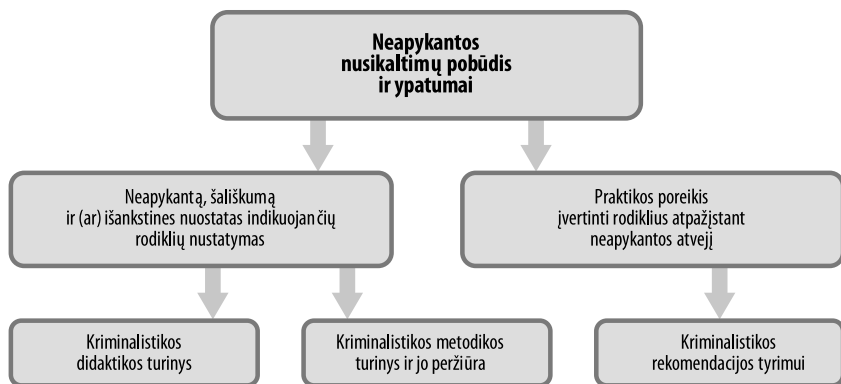 Neapykantos
nusikaltimų pobūdis
ir ypatumai
Neapykantą, šališkumą
ir (ar) išankstines nuostatas indikuojančių
rodiklių nustatymas
Praktikos poreikis
įvertinti rodiklius atpažįstant
neapykantos atvejį
Kriminalistikos
didaktikos turinys
Kriminalistikos metodikos
turinys ir jo peržiūra
Kriminalistikos
rekomendacijos tyrimui